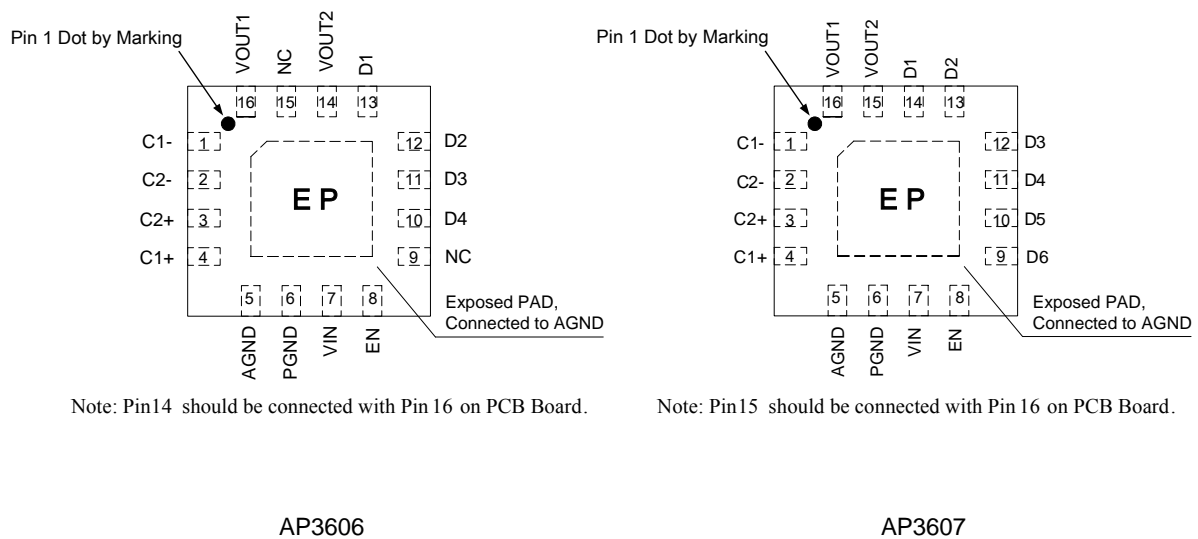 Pin 1 Dot by Marking
VOUT1
NC
VOUT2
D1
16
15
14
13
C1-
1
12
D2
C2-
2
11
D3
C2+
3
10
D4
C1+
4
9
NC
E P
5
6
7
8
AGND
PGND
VIN
EN
Exposed PAD,
Connected to AGND
Note: Pin14 should be connected with Pin 16 on PCB Board.
AP3606
Pin 1 Dot by Marking
VOUT1
VOUT2
D1
D2
16
15
14
13
C1-
1
12
D3
C2-
2
11
D4
C2+
3
10
D5
C1+
4
9
D6
E P
5
6
7
8
AGND
PGND
VIN
EN
Exposed PAD,
Connected to AGND
Note: Pin15 should be connected with Pin 16 on PCB Board.
AP3607